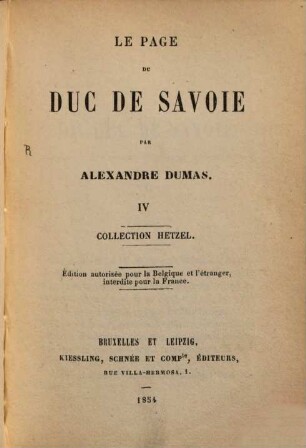 LE PAGE
DU
DUC DE SAVOIE
PAR
ALEXANDRE DUMAS.
IV
COLLECTION HETZEL.
Édition autorisée pour la Belgique et l'étranger,
interdite pour la France.
BRUXELLES ET LEIPZIG,
KIESSLING, SCHNÉE ET COMPie, ÉDITEURS,
RUE VILLA-HERMOSA, 1.
1854